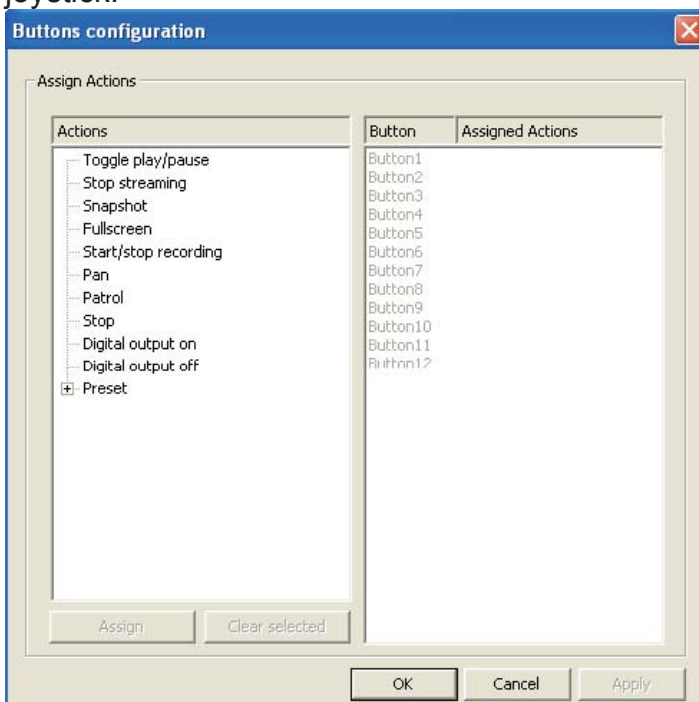 joystick.
Buttons configuration
Assign Actions
Actions
Toggle play/pause
Stop streaming
Snapshot
Fullscreen
Start/stop recording
Pan
Patrol
Stop
Digital output on
Digital output off
Preset
Assign
Clear selected
Button
Assigned Actions
Button1
Button2
Button3
Button4
Button5
Button6
Button7
Button8
Button9
Button10
Button11
Button12
OK
Cancel
Apply